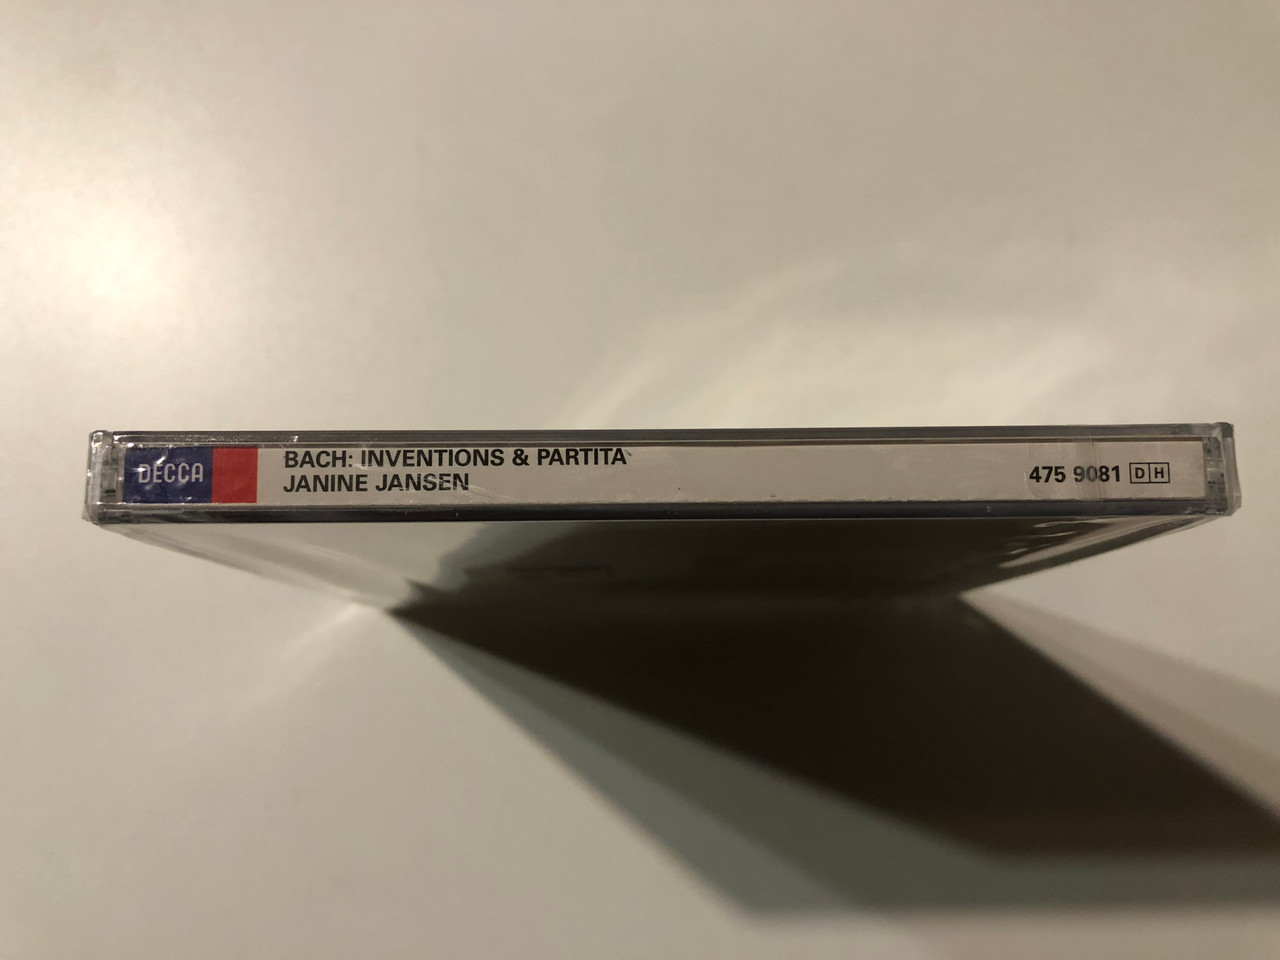 DECCA
BACH: INVENTIONS & PARTITA
JANINE JANSEN
475 9081 DH